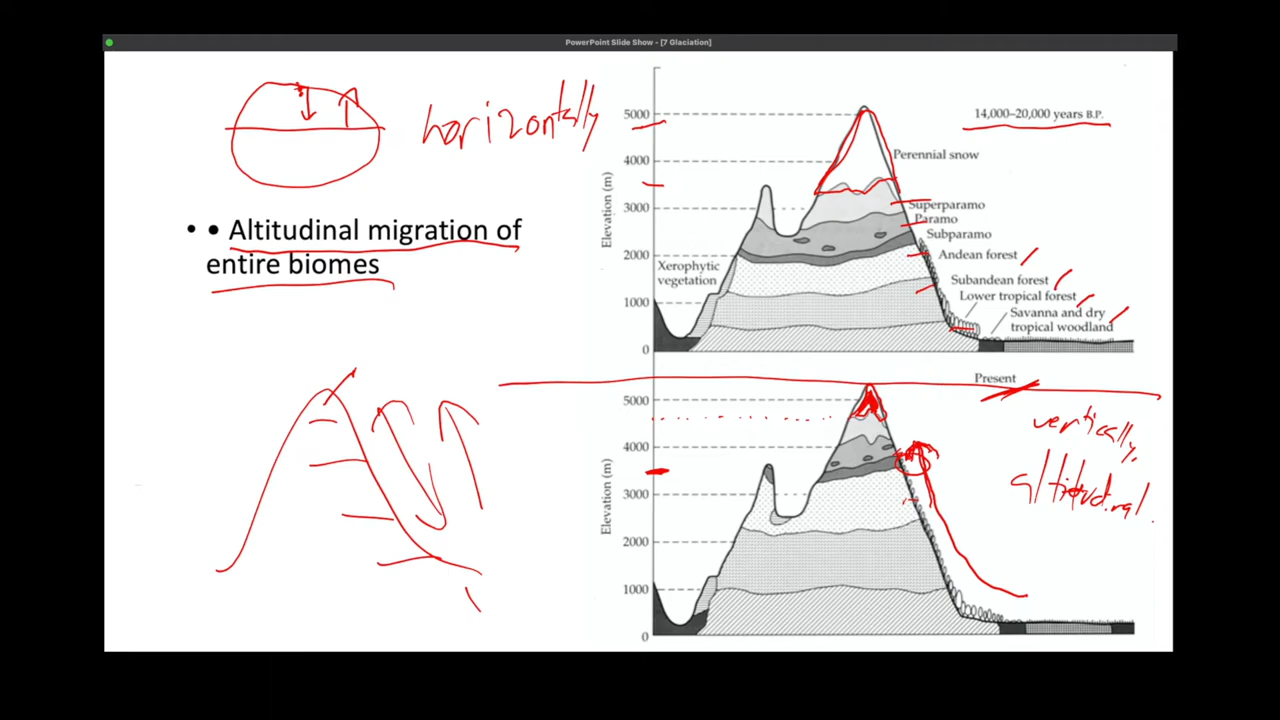 PowerPoint Slide Show - [7 Glaciation]
horizontally
• • Altitudinal migration of
entire biomes
Elevation (m)
5000
4000
3000
2000
1000
0
14,000–20,000 years B.P.
Perennial snow
Superparamo
Paramo
Subparamo
Andean forest
Subandean forest
Lower tropical forest
Savanna and dry
tropical woodland
Xerophytic
vegetation
Present
Elevation (m)
5000
4000
3000
2000
1000
0
vertically,
altitudinal.